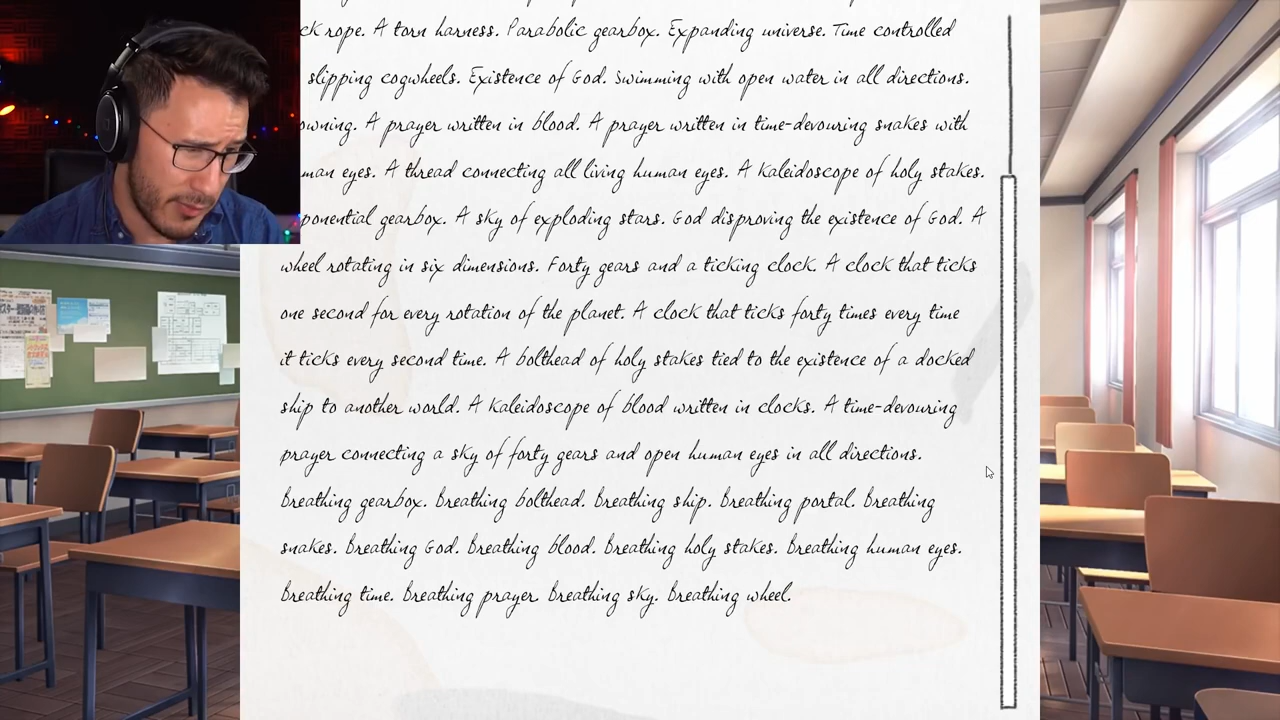 ck rope. A torn harness. Parabolic gearbox. Expanding universe. Time controlled
slipping cogwheels. Existence of God. Swimming with open water in all directions.
owning. A prayer written in blood. A prayer written in time-devouring snakes with
man eyes. A thread connecting all living human eyes. A kaleidoscope of holy stakes.
ponential gearbox. A sky of exploding stars. God disproving the existence of God. A
wheel rotating in six dimensions. Forty gears and a ticking clock. A clock that ticks
one second for every rotation of the planet. A clock that ticks forty times every time
it ticks every second time. A bolthead of holy stakes tied to the existence of a docked
ship to another world. A kaleidoscope of blood written in clocks. A time-devouring
prayer connecting a sky of forty gears and open human eyes in all directions.
Breathing gearbox. Breathing bolthead. Breathing ship. Breathing portal. Breathing
snakes. Breathing God. Breathing blood. Breathing holy stakes. Breathing human eyes.
Breathing time. Breathing prayer. Breathing sky. Breathing wheel.